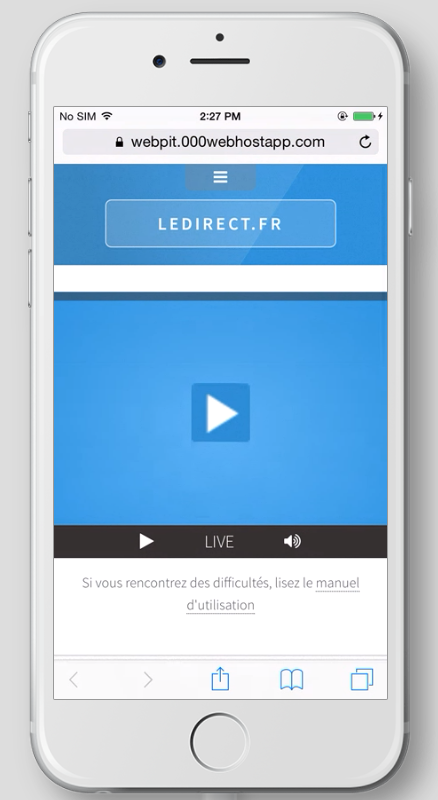 No SIM 2:27 PM
webpit.000webhostapp.com
LEDIRECT.FR
LIVE
Si vous rencontrez des difficultés, lisez le manuel
d'utilisation